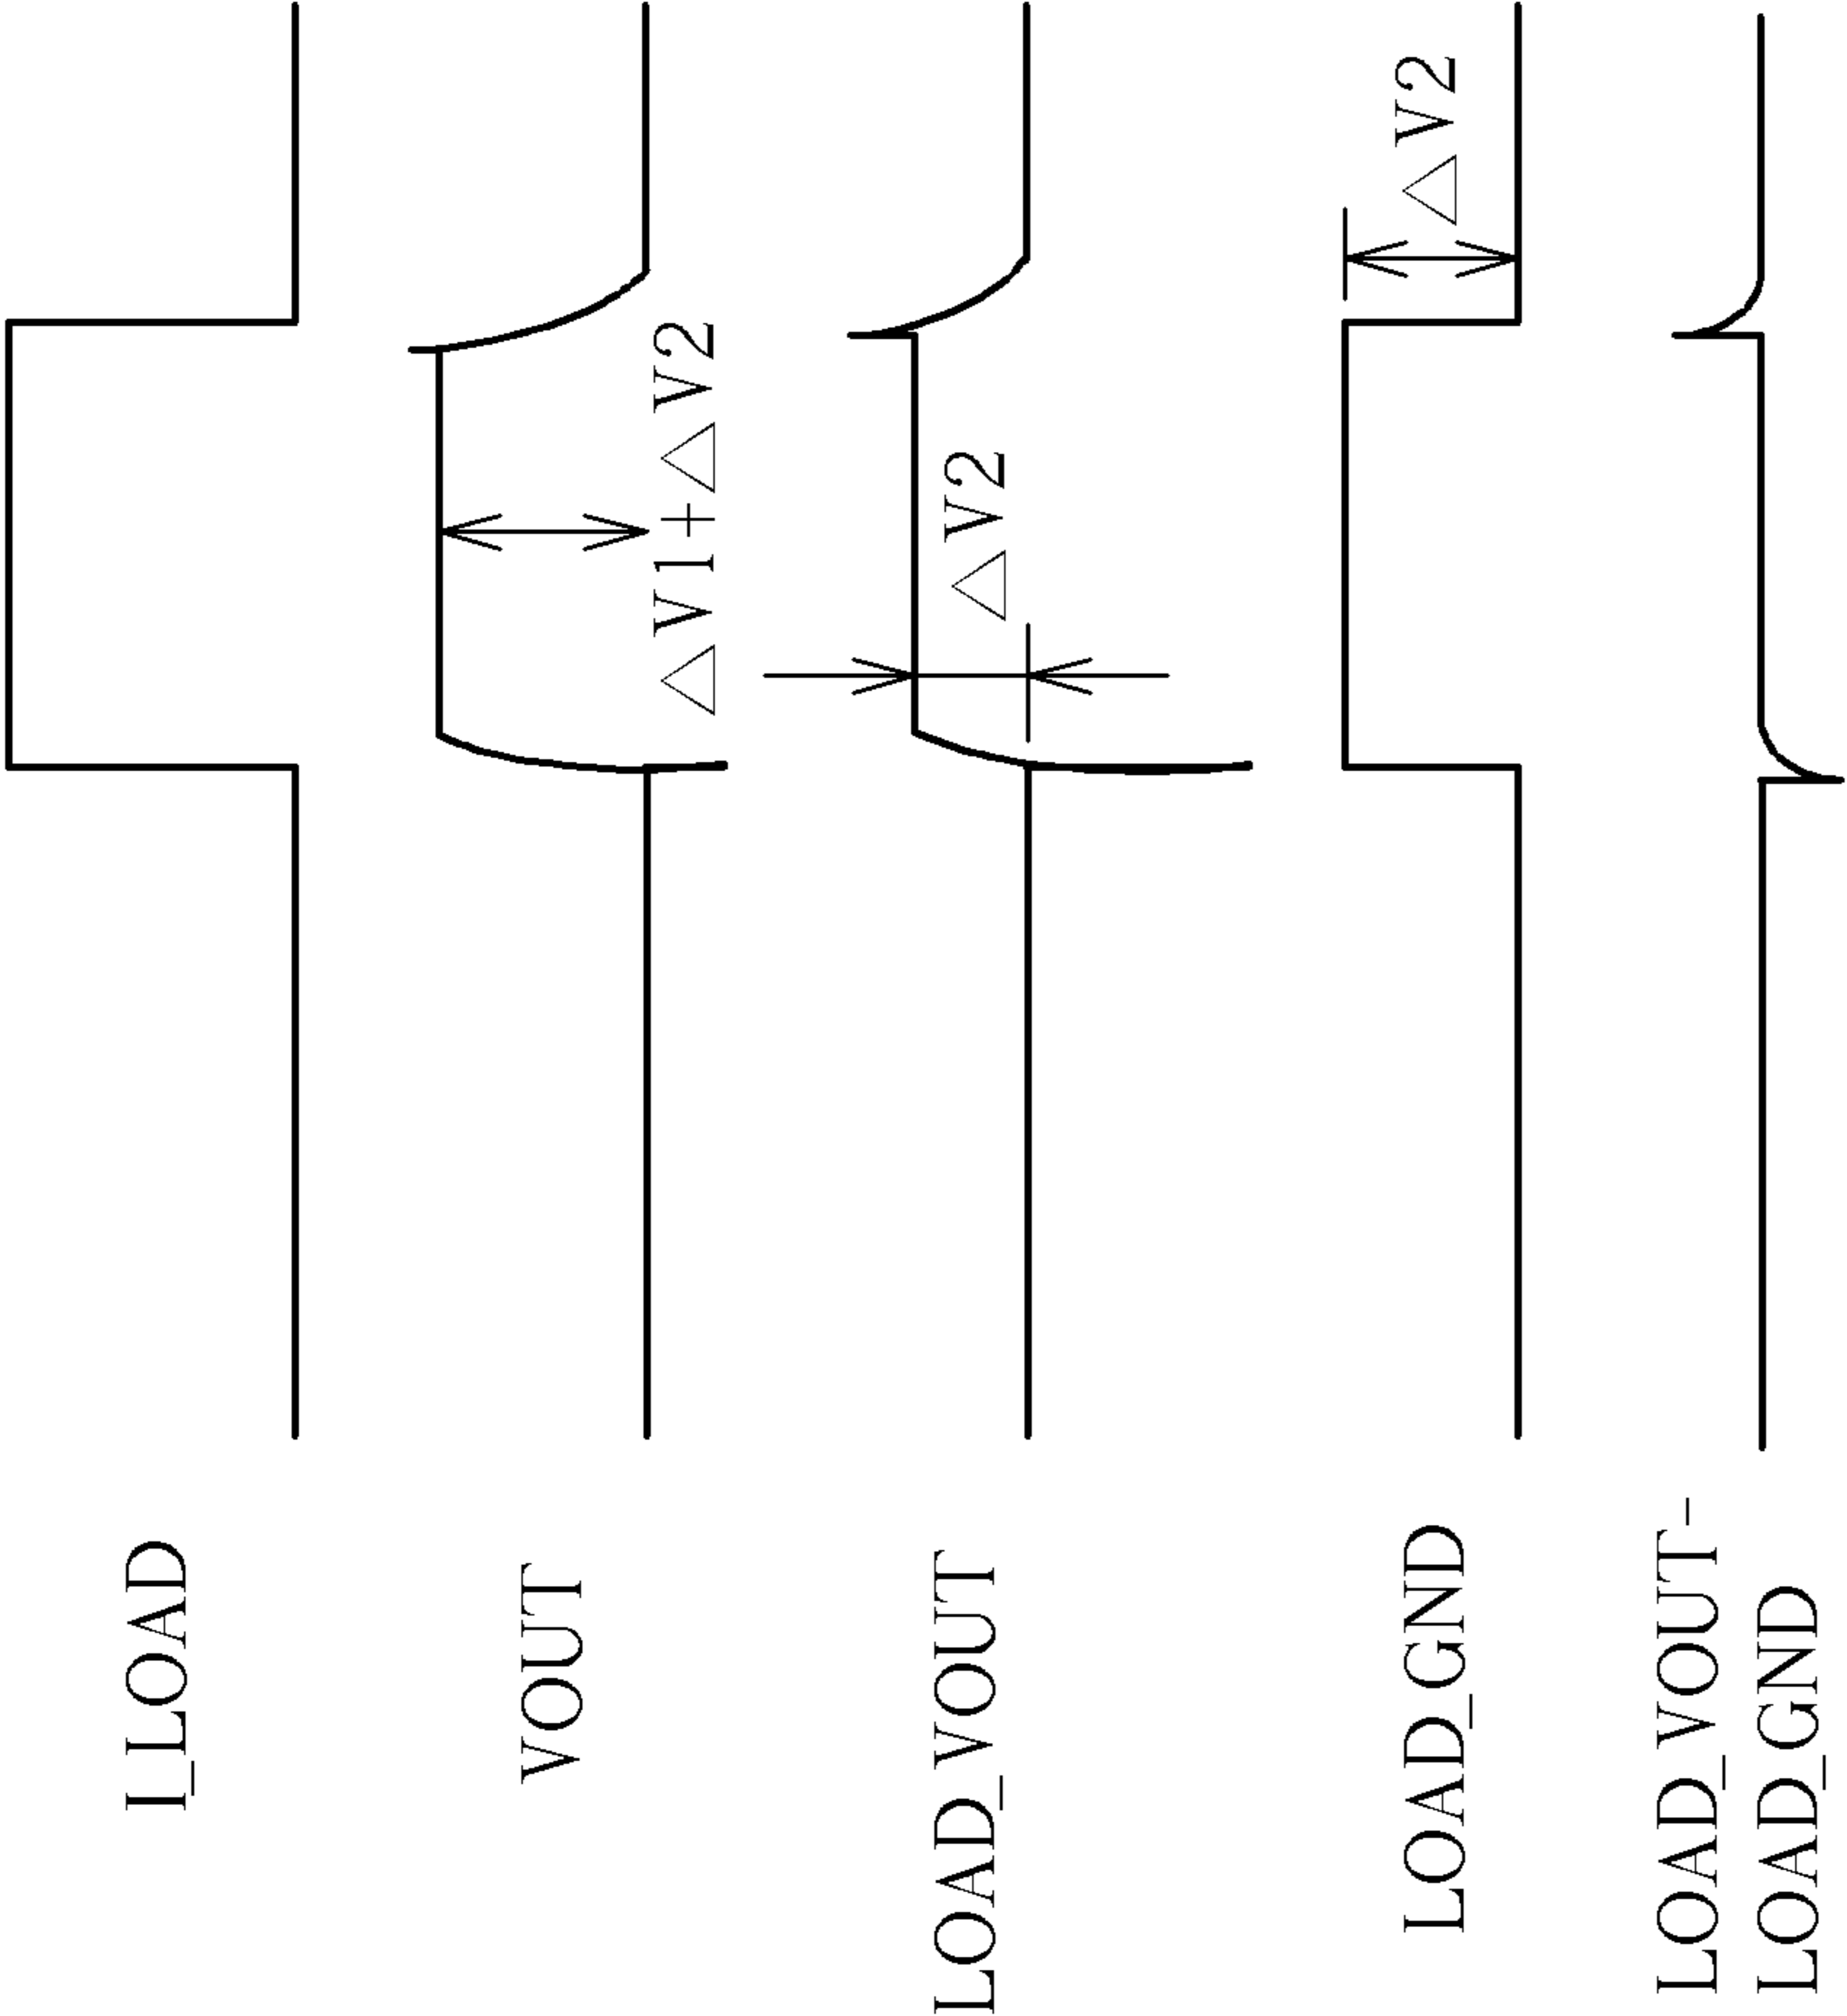 I_LOAD
VOUT
△V1+△V2
LOAD_VOUT
△V2
LOAD_GND
△V2
LOAD_VOUT-
LOAD_GND